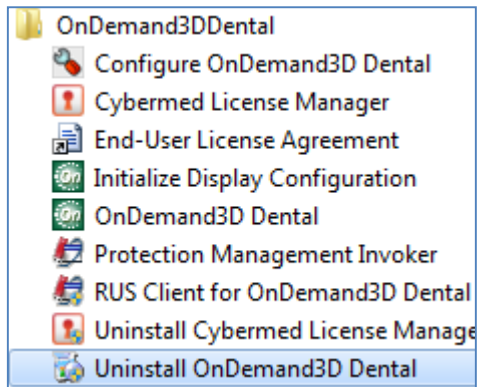 OnDemand3DDental
Configure OnDemand3D Dental
Cybermed License Manager
End-User License Agreement
Initialize Display Configuration
On OnDemand3D Dental
Protection Management Invoker
RUS Client for OnDemand3D Dental
Uninstall Cybermed License Manage
Uninstall OnDemand3D Dental